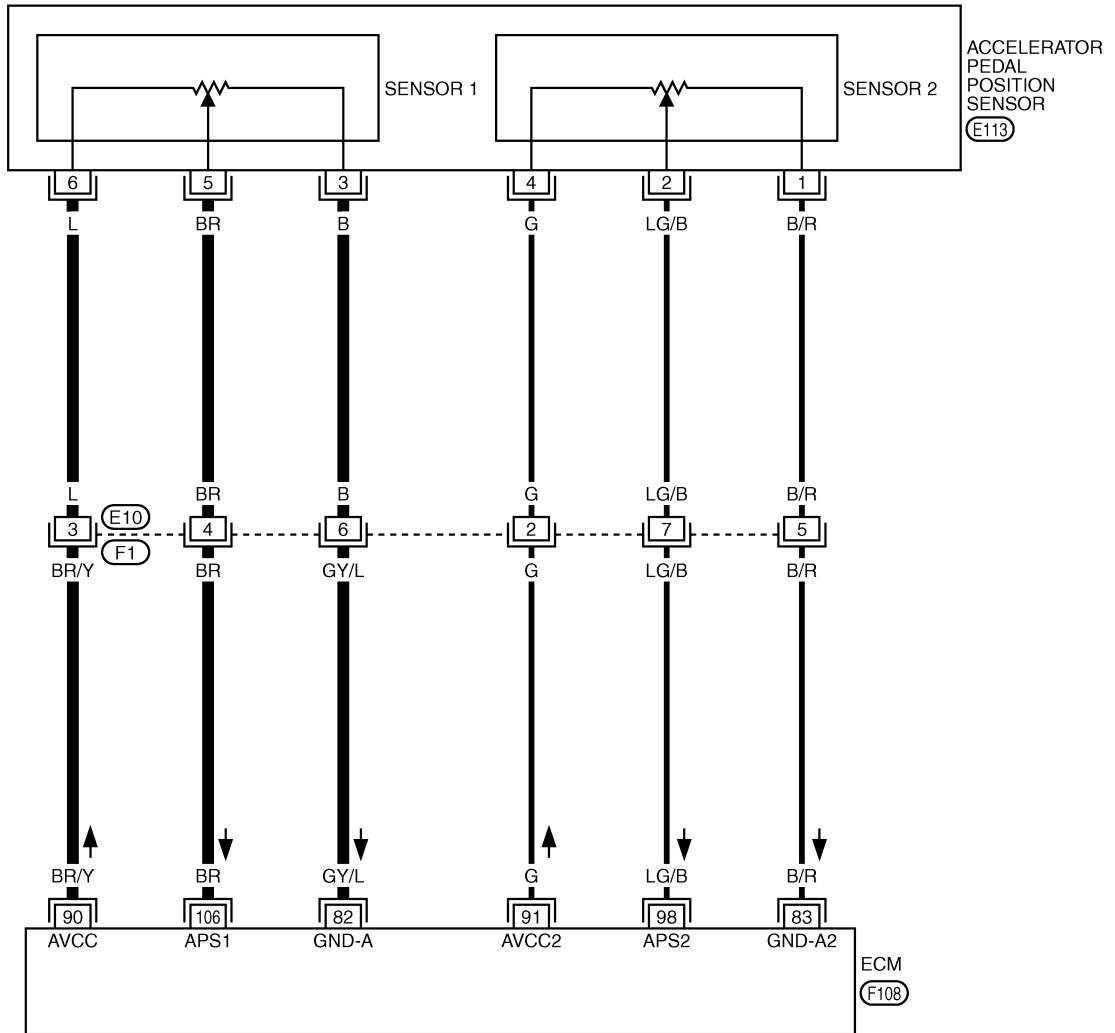 SENSOR 1
SENSOR 2
ACCELERATOR
PEDAL
POSITION
SENSOR
E113
6 5 3 4 2 1
L BR B G LG/B B/R
L BR B G LG/B B/R
E10
3 4 6 2 7 5
F1
BR/Y BR GY/L G LG/B B/R
BR/Y BR GY/L G LG/B B/R
90 106 82 91 98 83
AVCC APS1 GND-A AVCC2 APS2 GND-A2
ECM
F108